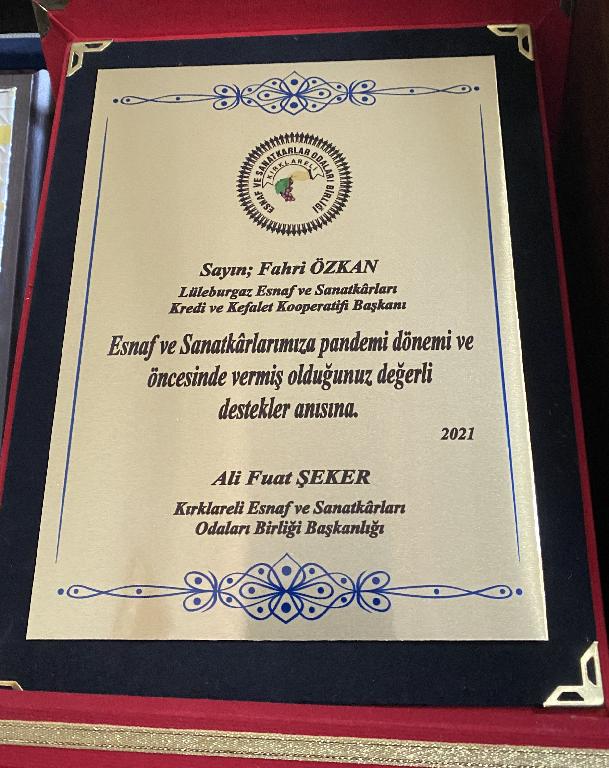 ESNAF VE SANATKARLAR ODALARI BİRLİĞİ
KIRKLARELİ
Sayın; Fahri ÖZKAN
Lüleburgaz Esnaf ve Sanatkârları
Kredi ve Kefalet Kooperatifi Başkanı
Esnaf ve Sanatkârlarımıza pandemi dönemi ve
öncesinde vermiş olduğunuz değerli
destekler anısına.
2021
Ali Fuat ŞEKER
Kırklareli Esnaf ve Sanatkârları
Odaları Birliği Başkanlığı